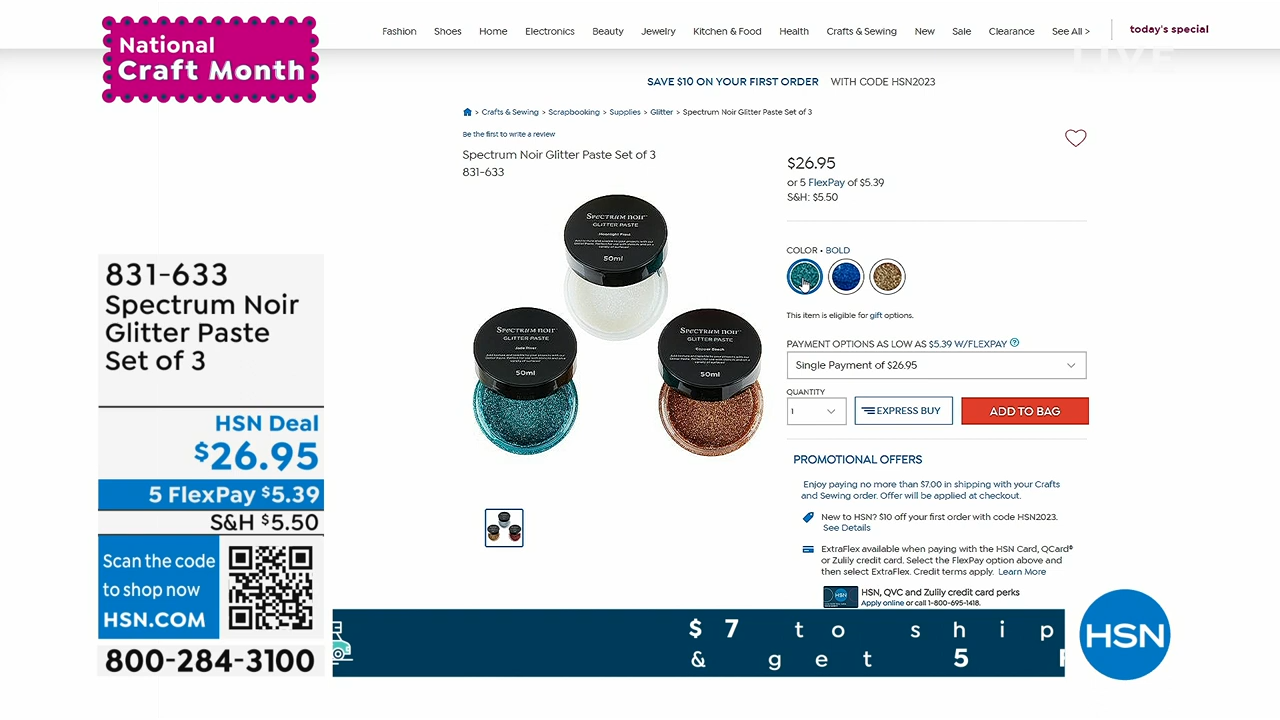 National
Craft Month
Fashion Shoes Home Electronics Beauty Jewelry Kitchen & Food Health Crafts & Sewing New Sale Clearance See All > today's special
LIVE
SAVE $10 ON YOUR FIRST ORDER WITH CODE HSN2023
> Crafts & Sewing > Scrapbooking > Supplies > Glitter > Spectrum Noir Glitter Paste Set of 3
Be the first to write a review
Spectrum Noir Glitter Paste Set of 3
831-633
$26.95
or 5 FlexPay of $5.39
S&H: $5.50
SPECTRUM NOIR
GLITTER PASTE
Moonlight Frost
50ml
SPECTRUM NOIR
GLITTER PASTE
Jade River
50ml
SPECTRUM NOIR
GLITTER PASTE
Copper Beech
50ml
COLOR • BOLD
This item is eligible for gift options.
PAYMENT OPTIONS AS LOW AS $5.39 W/FLEXPAY ?
Single Payment of $26.95
QUANTITY
1
EXPRESS BUY
ADD TO BAG
PROMOTIONAL OFFERS
Enjoy paying no more than $7.00 in shipping with your Crafts
and Sewing order. Offer will be applied at checkout.
New to HSN? $10 off your first order with code HSN2023.
See Details
ExtraFlex available when paying with the HSN Card, QCard®
or Zulily credit card. Select the FlexPay option above and
then select ExtraFlex. Credit terms apply. Learn More
HSN
HSN, QVC and Zulily credit card perks
Apply online or call 1-800-695-1418.
831-633
Spectrum Noir
Glitter Paste
Set of 3
HSN Deal
$26.95
5 FlexPay $5.39
S&H $5.50
Scan the code
to shop now
HSN.COM
800-284-3100
$7 to ship
& get 5
HSN